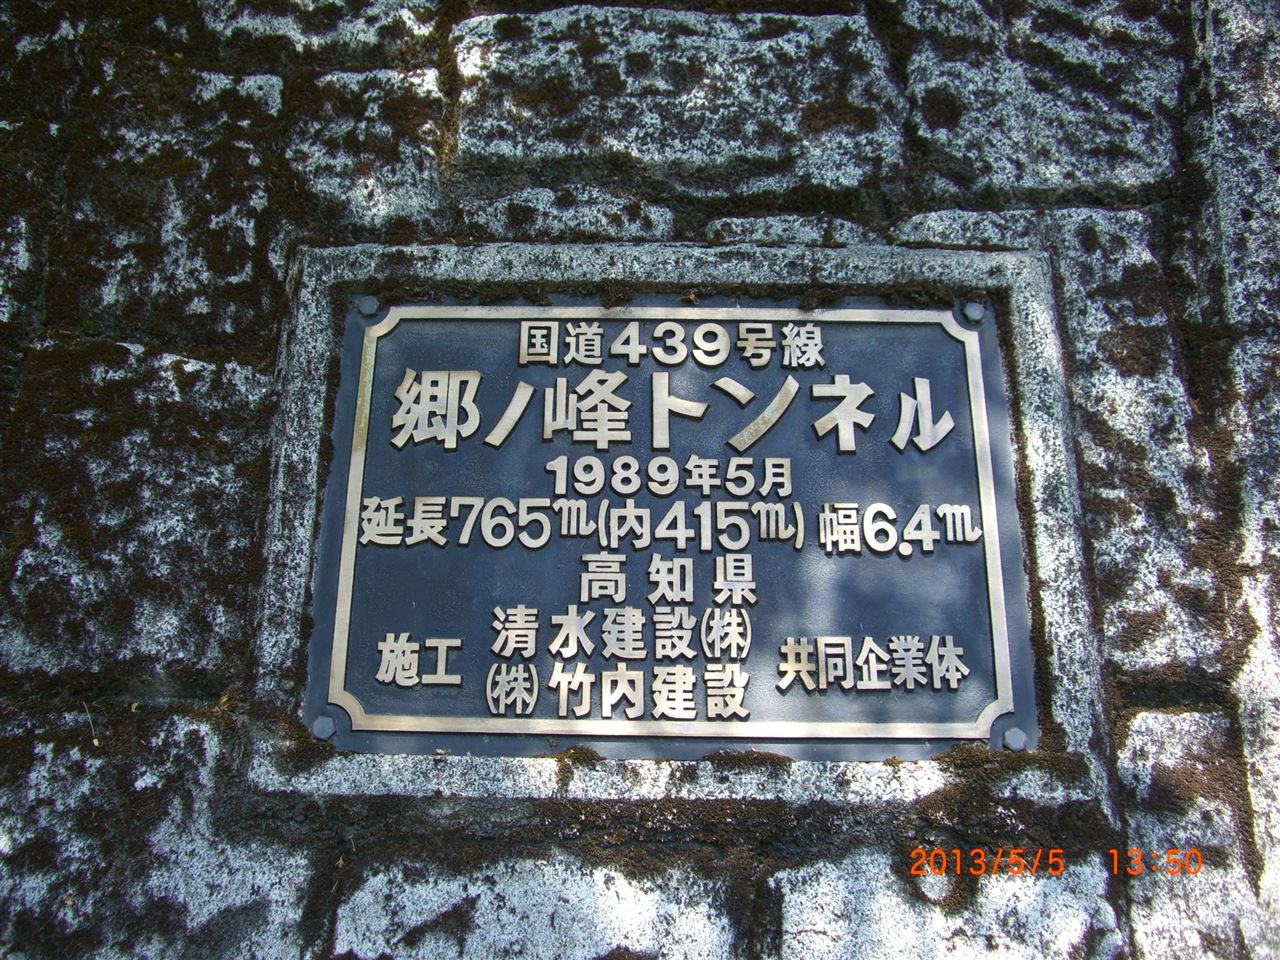 国道439号線
郷ノ峰トンネル
1989年5月
延長765m(内415m) 幅6.4m
高知県
施工 清水建設㈱ ㈱竹内建設 共同企業体
2013/5/5 13:50